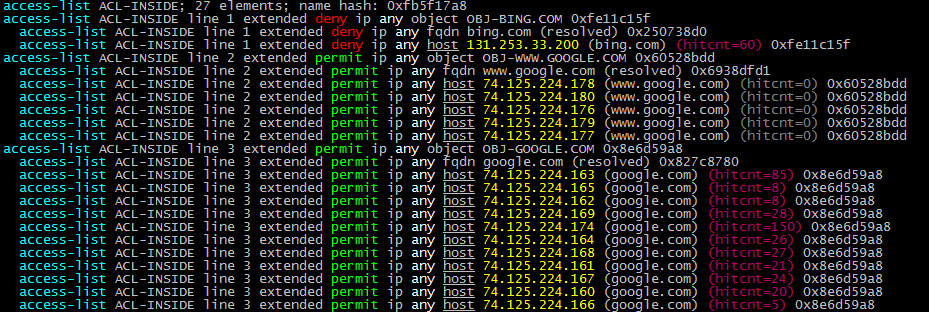 access-list ACL-INSIDE; 27 elements; name hash: 0xfb5f17a8
access-list ACL-INSIDE line 1 extended deny ip any object OBJ-BING.COM 0xfe11c15f
access-list ACL-INSIDE line 1 extended deny ip any fqdn bing.com (resolved) 0x250738d0
access-list ACL-INSIDE line 1 extended deny ip any host 131.253.33.200 (bing.com) (hitcnt=60) 0xfe11c15f
access-list ACL-INSIDE line 2 extended permit ip any object OBJ-WWW.GOOGLE.COM 0x60528bdd
access-list ACL-INSIDE line 2 extended permit ip any fqdn www.google.com (resolved) 0x6938dfd1
access-list ACL-INSIDE line 2 extended permit ip any host 74.125.224.178 (www.google.com) (hitcnt=0) 0x60528bdd
access-list ACL-INSIDE line 2 extended permit ip any host 74.125.224.180 (www.google.com) (hitcnt=0) 0x60528bdd
access-list ACL-INSIDE line 2 extended permit ip any host 74.125.224.176 (www.google.com) (hitcnt=0) 0x60528bdd
access-list ACL-INSIDE line 2 extended permit ip any host 74.125.224.179 (www.google.com) (hitcnt=0) 0x60528bdd
access-list ACL-INSIDE line 2 extended permit ip any host 74.125.224.177 (www.google.com) (hitcnt=0) 0x60528bdd
access-list ACL-INSIDE line 3 extended permit ip any object OBJ-GOOGLE.COM 0x8e6d59a8
access-list ACL-INSIDE line 3 extended permit ip any fqdn google.com (resolved) 0x827c8780
access-list ACL-INSIDE line 3 extended permit ip any host 74.125.224.163 (google.com) (hitcnt=85) 0x8e6d59a8
access-list ACL-INSIDE line 3 extended permit ip any host 74.125.224.165 (google.com) (hitcnt=8) 0x8e6d59a8
access-list ACL-INSIDE line 3 extended permit ip any host 74.125.224.162 (google.com) (hitcnt=8) 0x8e6d59a8
access-list ACL-INSIDE line 3 extended permit ip any host 74.125.224.169 (google.com) (hitcnt=28) 0x8e6d59a8
access-list ACL-INSIDE line 3 extended permit ip any host 74.125.224.174 (google.com) (hitcnt=150) 0x8e6d59a8
access-list ACL-INSIDE line 3 extended permit ip any host 74.125.224.164 (google.com) (hitcnt=26) 0x8e6d59a8
access-list ACL-INSIDE line 3 extended permit ip any host 74.125.224.168 (google.com) (hitcnt=27) 0x8e6d59a8
access-list ACL-INSIDE line 3 extended permit ip any host 74.125.224.161 (google.com) (hitcnt=21) 0x8e6d59a8
access-list ACL-INSIDE line 3 extended permit ip any host 74.125.224.167 (google.com) (hitcnt=24) 0x8e6d59a8
access-list ACL-INSIDE line 3 extended permit ip any host 74.125.224.160 (google.com) (hitcnt=20) 0x8e6d59a8
access-list ACL-INSIDE line 3 extended permit ip any host 74.125.224.166 (google.com) (hitcnt=5) 0x8e6d59a8